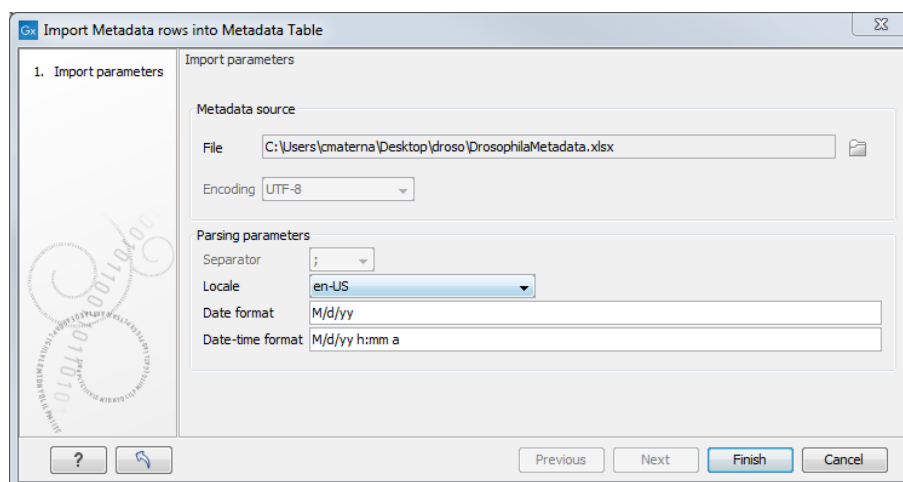 Gx Import Metadata rows into Metadata Table
1. Import parameters
Import parameters
Metadata source
File C:\Users\cmaterna\Desktop\droso\DrosophilaMetadata.xlsx
Encoding UTF-8
Parsing parameters
Separator ;
Locale en-US
Date format M/d/yy
Date-time format M/d/yy h:mm a
? Previous Next Finish Cancel